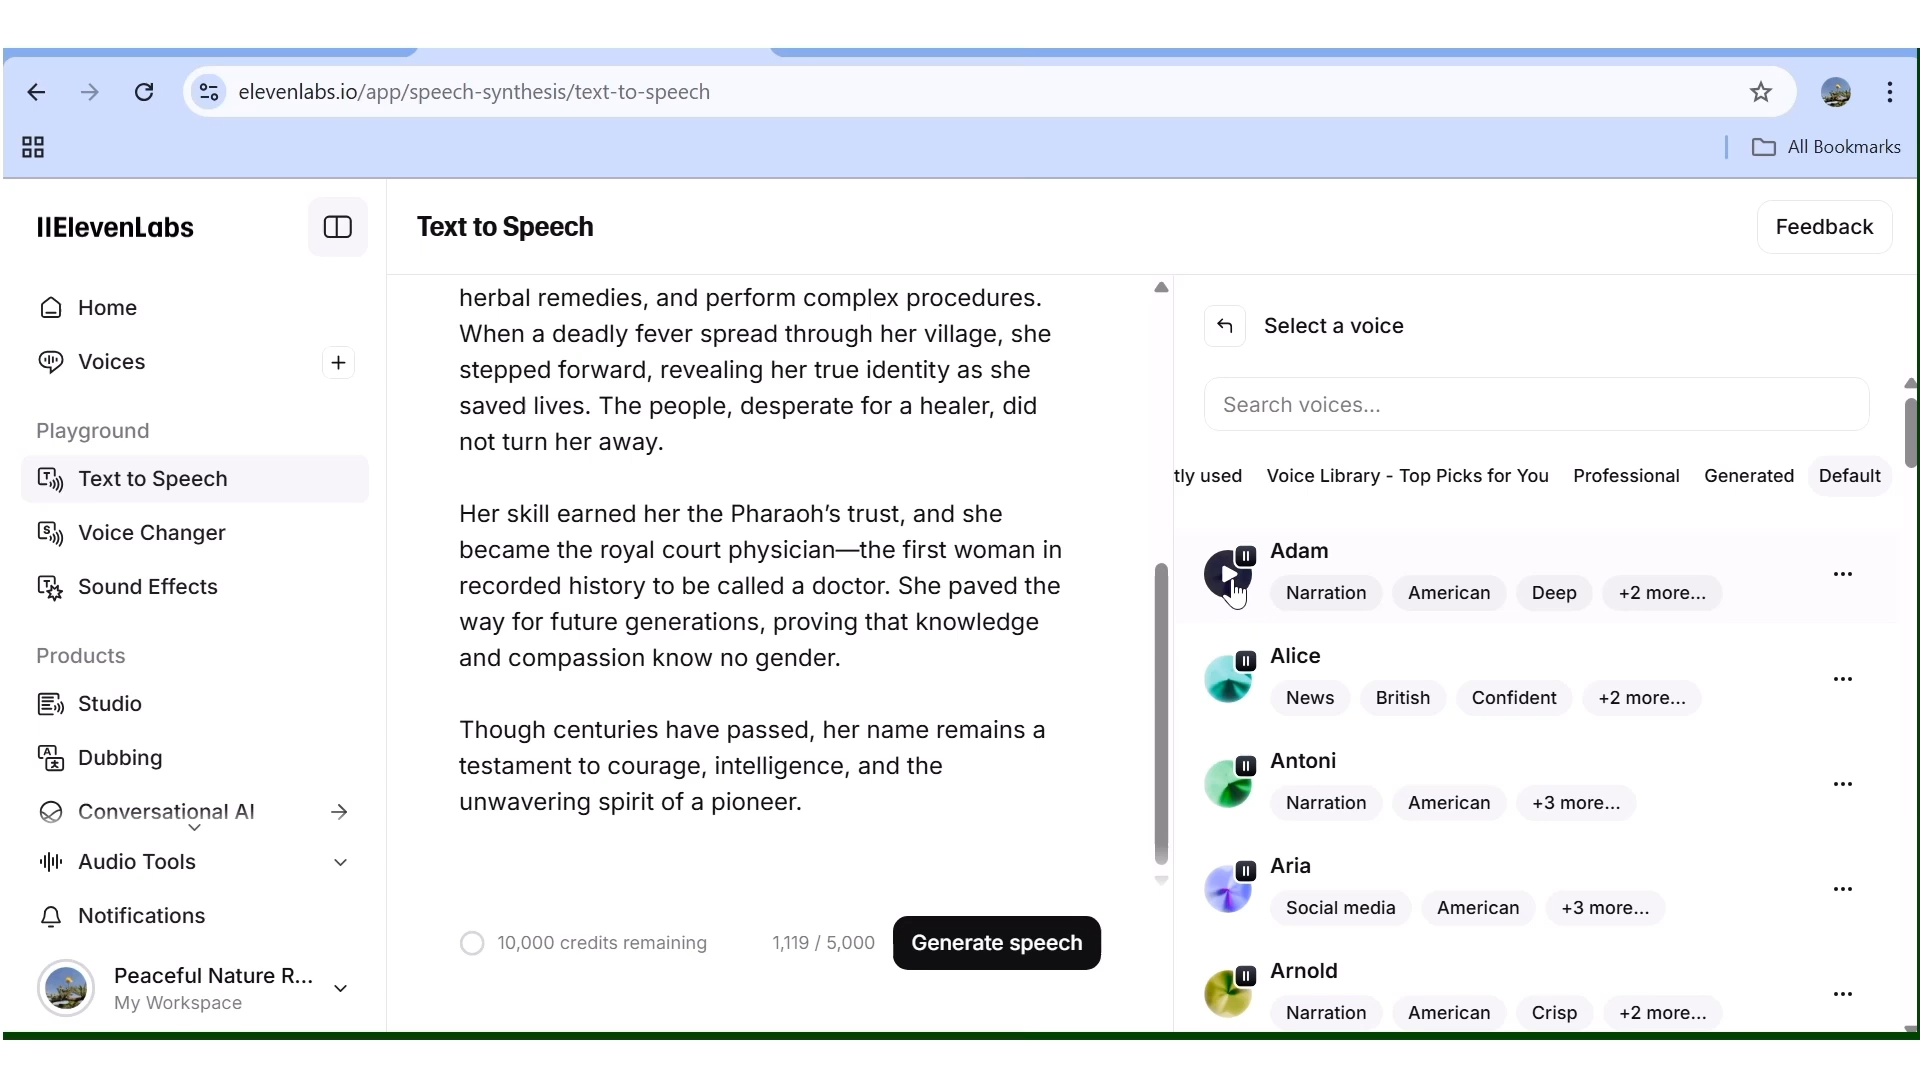 elevenlabs.io/app/speech-synthesis/text-to-speech
All Bookmarks
IIElevenLabs
Home
Voices
Playground
Text to Speech
Voice Changer
Sound Effects
Products
Studio
Dubbing
Conversational AI
Audio Tools
Notifications
Peaceful Nature R...
My Workspace
Text to Speech
Feedback
herbal remedies, and perform complex procedures.
When a deadly fever spread through her village, she
stepped forward, revealing her true identity as she
saved lives. The people, desperate for a healer, did
not turn her away.
Her skill earned her the Pharaoh’s trust, and she
became the royal court physician—the first woman in
recorded history to be called a doctor. She paved the
way for future generations, proving that knowledge
and compassion know no gender.
Though centuries have passed, her name remains a
testament to courage, intelligence, and the
unwavering spirit of a pioneer.
10,000 credits remaining
1,119 / 5,000
Generate speech
Select a voice
Search voices...
tly used Voice Library - Top Picks for You Professional Generated Default
Adam
Narration American Deep +2 more...
Alice
News British Confident +2 more...
Antoni
Narration American +3 more...
Aria
Social media American +3 more...
Arnold
Narration American Crisp +2 more...